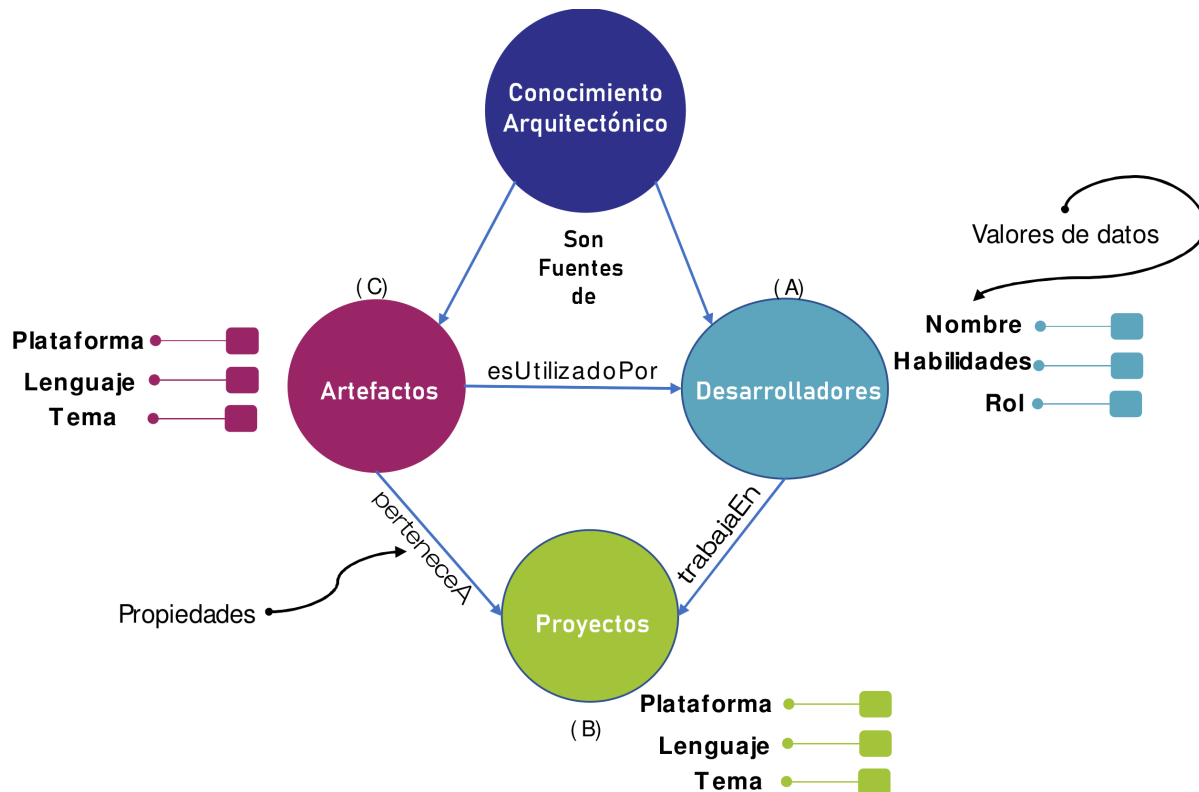 Conocimiento
Arquitectónico
Son
Fuentes
de
Valores de datos
(C)
(A)
Plataforma
Lenguaje
Tema
Artefactos
esUtilizadoPor
Desarrolladores
Nombre
Habilidades
Rol
perteneceA
trabajaEn
Propiedades
Proyectos
(B)
Plataforma
Lenguaje
Tema